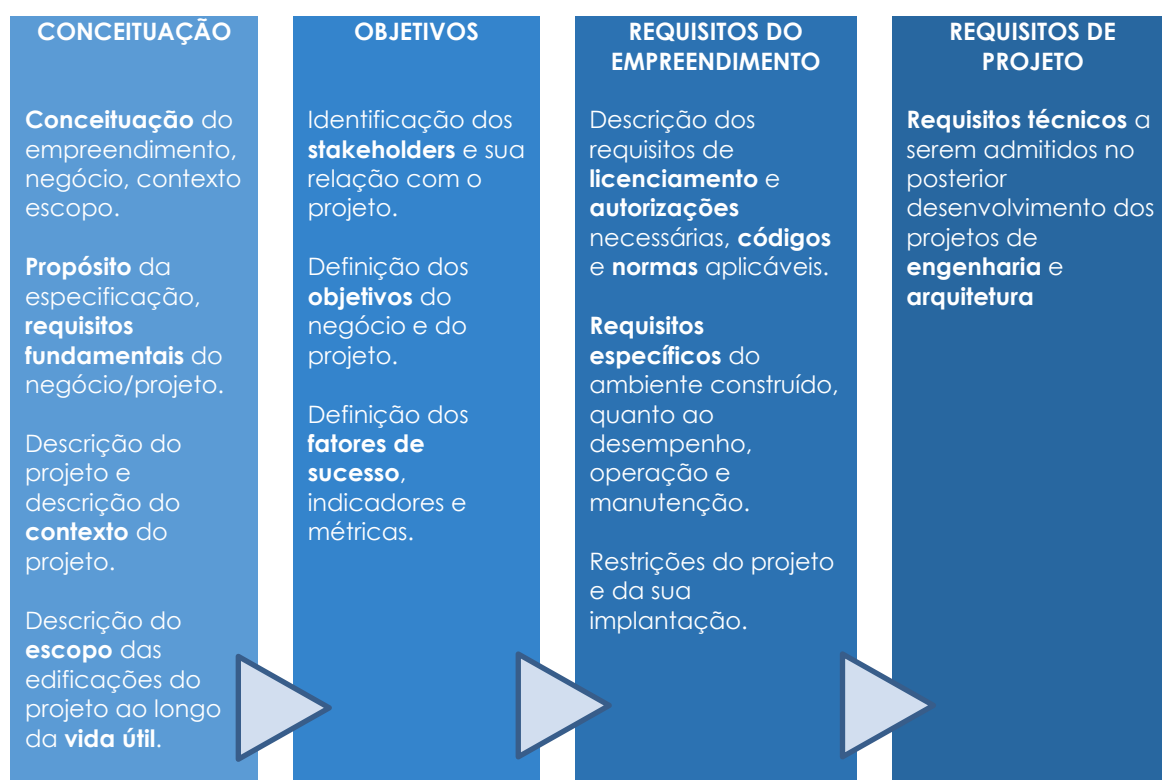 CONCEITUAÇÃO
Conceituação do
empreendimento,
negócio, contexto
escopo.
Propósito da
especificação,
requisitos
fundamentais do
negócio/projeto.
Descrição do
projeto e
descrição do
contexto do
projeto.
Descrição do
escopo das
edificações do
projeto ao longo
da vida útil.
OBJETIVOS
Identificação dos
stakeholders e sua
relação com o
projeto.
Definição dos
objetivos do
negócio e do
projeto.
Definição dos
fatores de
sucesso,
indicadores e
métricas.
REQUISITOS DO
EMPREENDIMENTO
Descrição dos
requisitos de
licenciamento e
autorizações
necessárias, códigos
e normas aplicáveis.
Requisitos
específicos do
ambiente construído,
quanto ao
desempenho,
operação e
manutenção.
Restrições do projeto
e da sua
implantação.
REQUISITOS DE
PROJETO
Requisitos técnicos a
serem admitidos no
posterior
desenvolvimento dos
projetos de
engenharia e
arquitetura